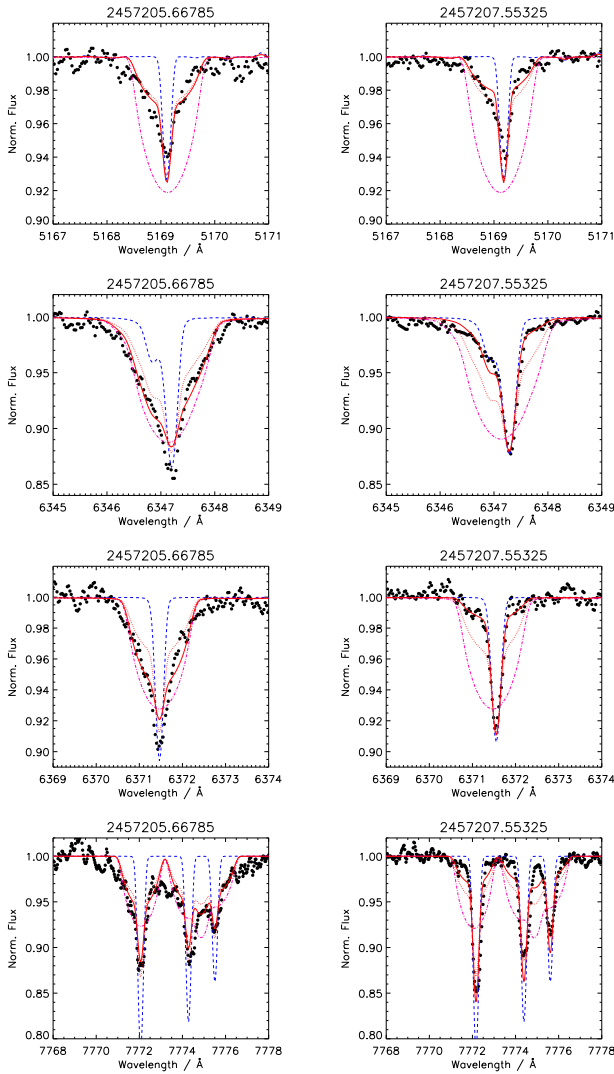 2457205.66785
Norm. Flux
1.00
0.98
0.96
0.94
0.92
0.90
5167 5168 5169 5170 5171
Wavelength / Å
2457207.55325
Norm. Flux
1.00
0.98
0.96
0.94
0.92
0.90
5167 5168 5169 5170 5171
Wavelength / Å
2457205.66785
Norm. Flux
1.00
0.95
0.90
0.85
6345 6346 6347 6348 6349
Wavelength / Å
2457207.55325
Norm. Flux
1.00
0.95
0.90
0.85
6345 6346 6347 6348 6349
Wavelength / Å
2457205.66785
Norm. Flux
1.00
0.98
0.96
0.94
0.92
0.90
6369 6370 6371 6372 6373 6374
Wavelength / Å
2457207.55325
Norm. Flux
1.00
0.98
0.96
0.94
0.92
0.90
6369 6370 6371 6372 6373 6374
Wavelength / Å
2457205.66785
Norm. Flux
1.00
0.95
0.90
0.85
0.80
7768 7770 7772 7774 7776 7778
Wavelength / Å
2457207.55325
Norm. Flux
1.00
0.95
0.90
0.85
0.80
7768 7770 7772 7774 7776 7778
Wavelength / Å